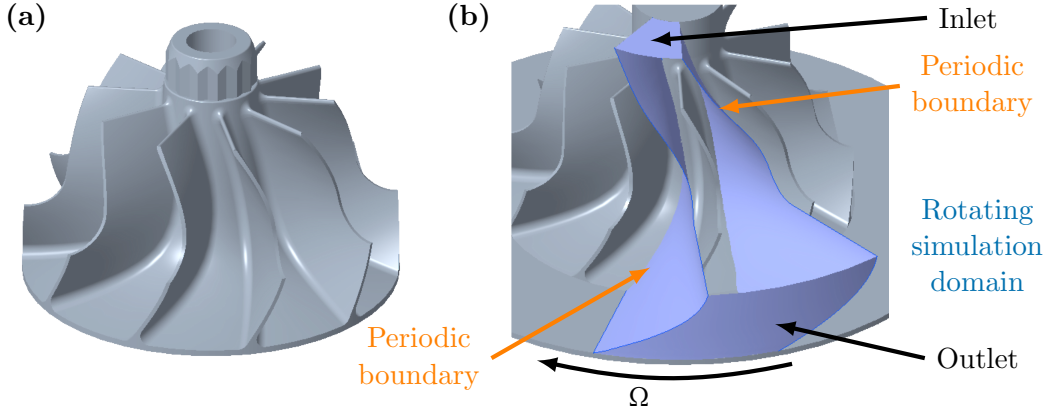 (a)
(b)
Inlet
Periodic
boundary
Rotating
simulation
domain
Periodic
boundary
Outlet
Ω